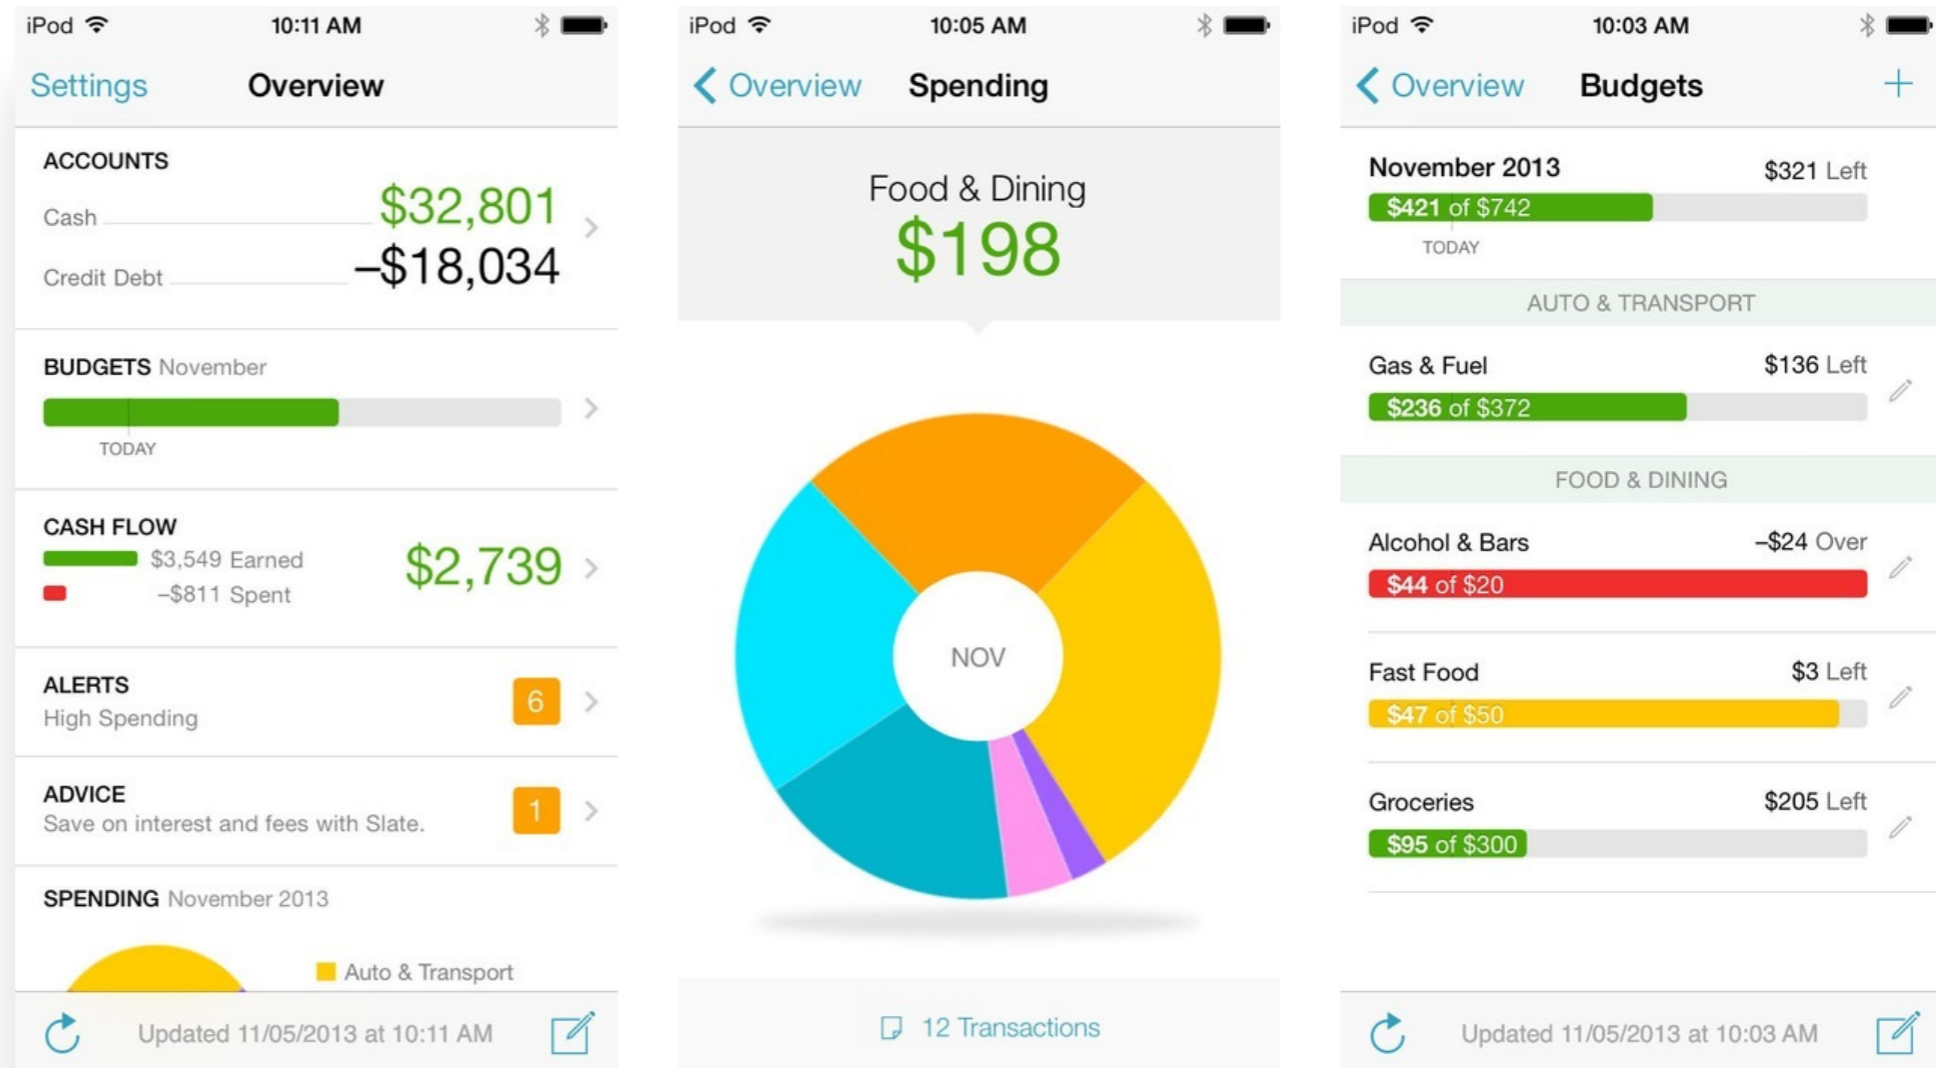 iPod 10:11 AM
Settings Overview
ACCOUNTS
Cash $32,801
Credit Debt –$18,034
BUDGETS November
TODAY
CASH FLOW
$3,549 Earned
–$811 Spent
$2,739
ALERTS
High Spending
6
ADVICE
Save on interest and fees with Slate.
1
SPENDING November 2013
Auto & Transport
Updated 11/05/2013 at 10:11 AM
iPod 10:05 AM
Overview Spending
Food & Dining
$198
NOV
12 Transactions
iPod 10:03 AM
Overview Budgets +
November 2013 $321 Left
$421 of $742
TODAY
AUTO & TRANSPORT
Gas & Fuel $136 Left
$236 of $372
FOOD & DINING
Alcohol & Bars –$24 Over
$44 of $20
Fast Food $3 Left
$47 of $50
Groceries $205 Left
$95 of $300
Updated 11/05/2013 at 10:03 AM